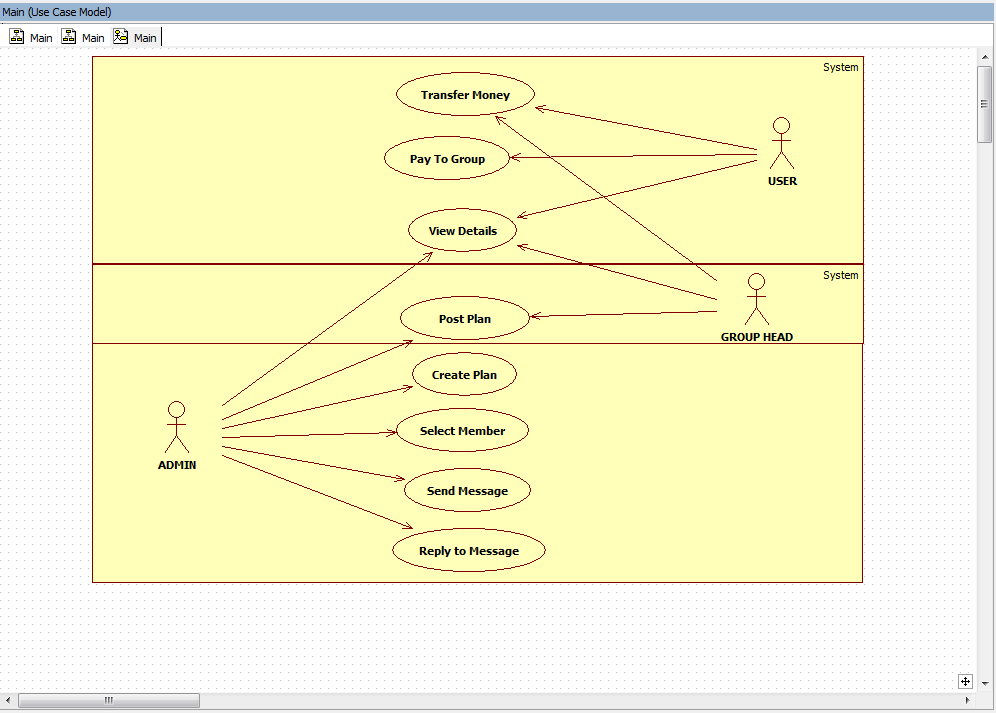 Main (Use Case Model)
Main Main Main
System
Transfer Money
Pay To Group
USER
View Details
System
Post Plan
GROUP HEAD
Create Plan
Select Member
ADMIN
Send Message
Reply to Message